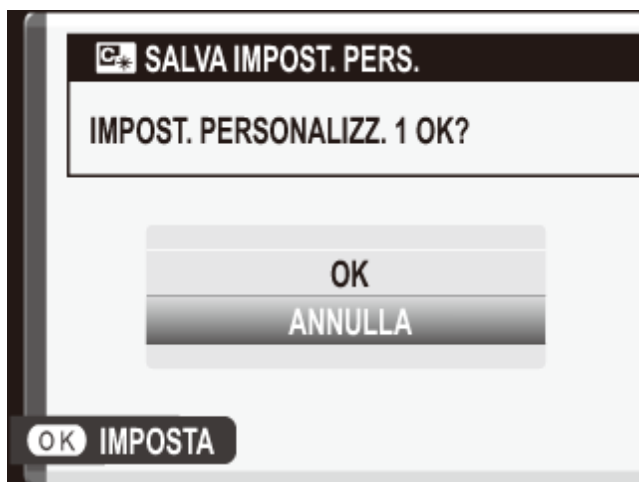 C* SALVA IMPOST. PERS.
IMPOST. PERSONALIZZ. 1 OK?
OK
ANNULLA
OK IMPOSTA